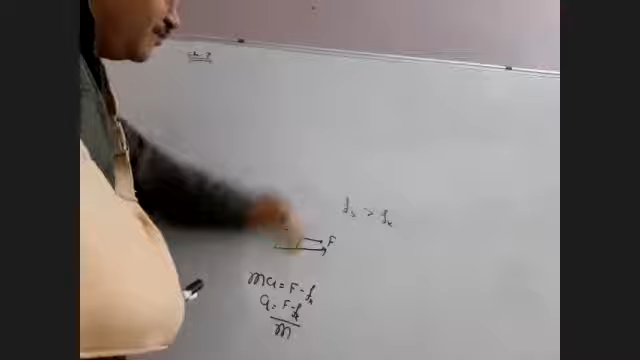 fs > fk
F
ma = F - fk
a = F - fk
m